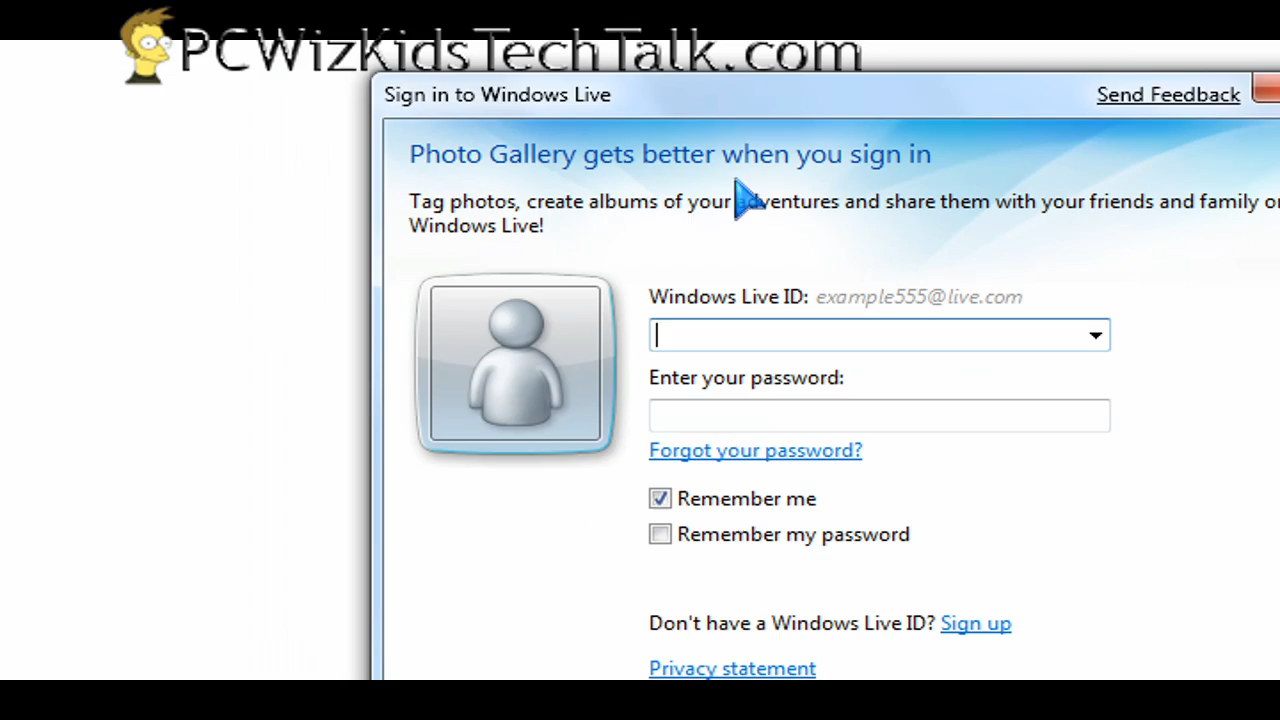 PCWizKidsTechTalk.com
Sign in to Windows Live
Send Feedback
Photo Gallery gets better when you sign in
Tag photos, create albums of your adventures and share them with your friends and family
Windows Live!
Windows Live ID: example555@live.com
Enter your password:
Forgot your password?
Remember me
Remember my password
Don't have a Windows Live ID? Sign up
Privacy statement